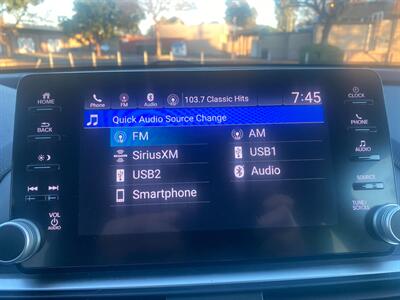 HOME
BACK
VOL
AUDIO
Phone
FM
Audio
103.7 Classic Hits
7:45
Quick Audio Source Change
FM
AM
SiriusXM
USB1
USB2
Audio
Smartphone
CLOCK
PHONE
AUDIO
SOURCE
TUNE/
SCROLL